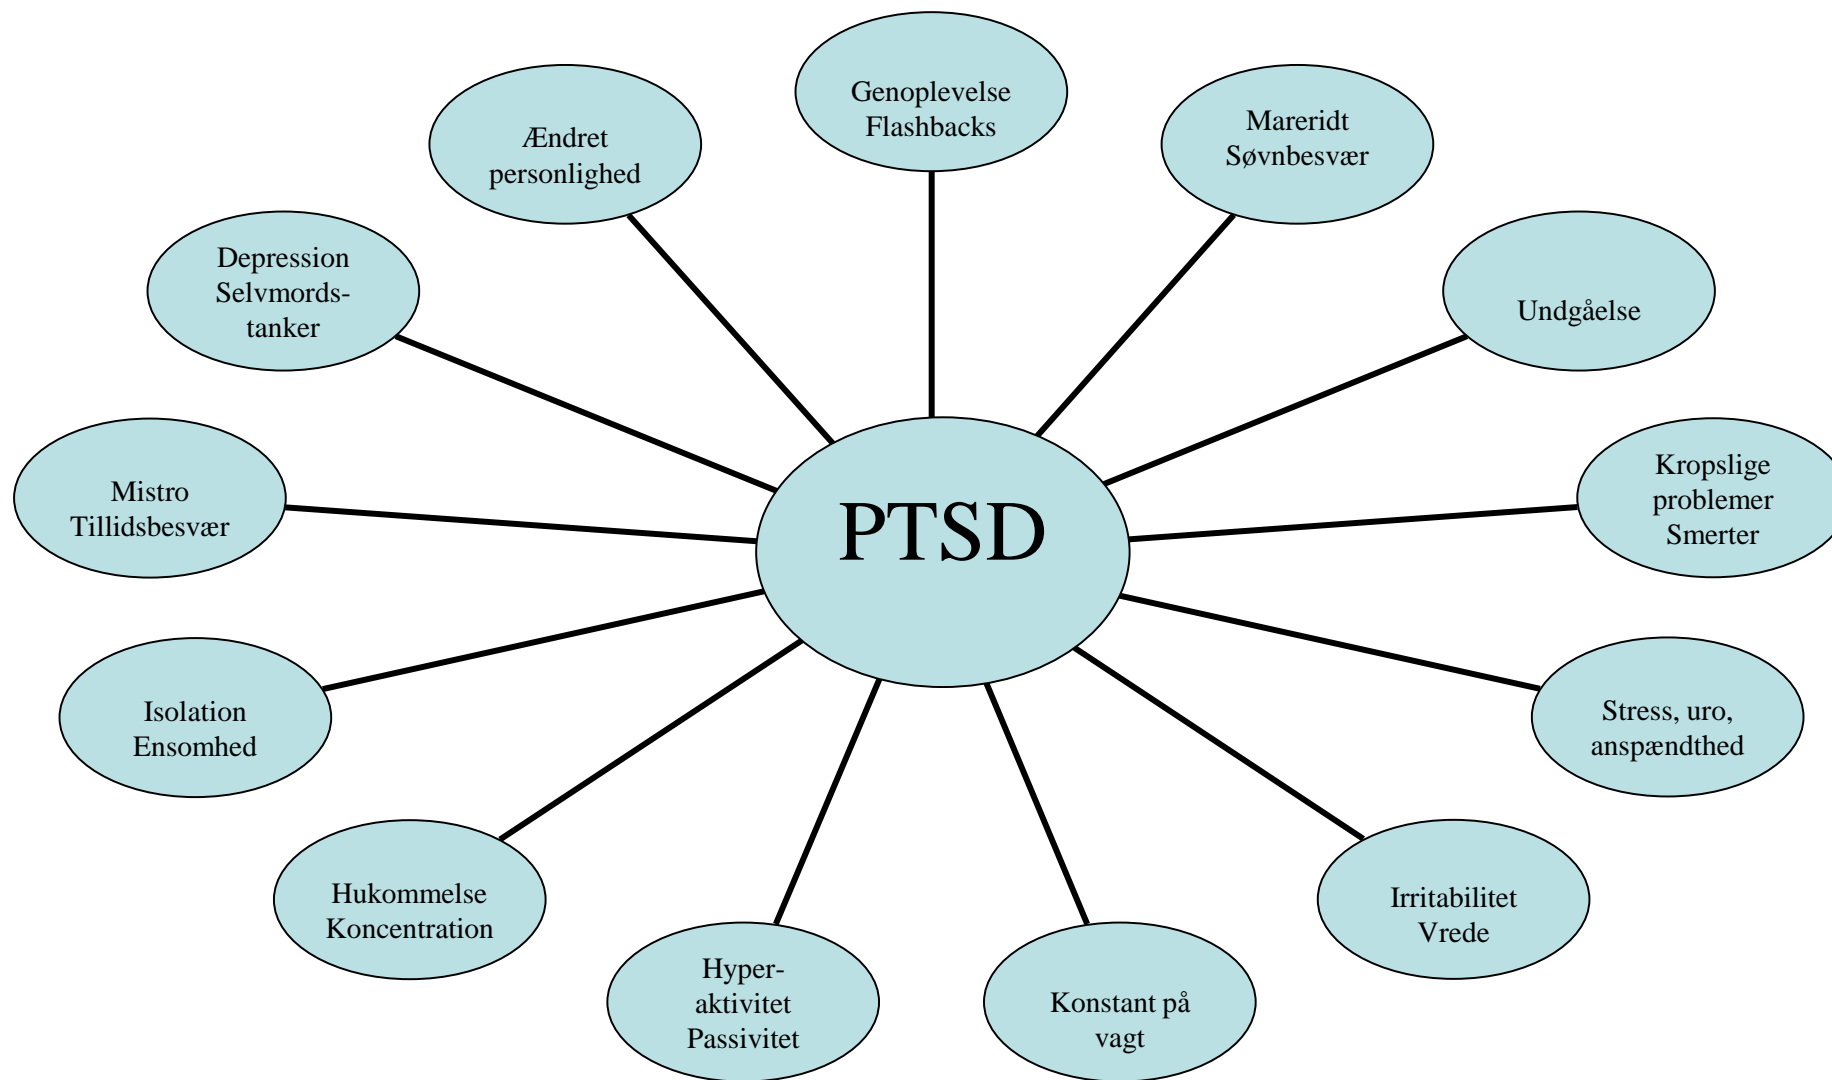 PTSD
Genoplevelse
Flashbacks
Mareridt
Søvnbesvær
Undgåelse
Kropslige
problemer
Smerter
Stress, uro,
anspændthed
Irritabilitet
Vrede
Konstant på
vagt
Hyper-
aktivitet
Passivitet
Hukommelse
Koncentration
Isolation
Ensomhed
Mistro
Tillidsbesvær
Depression
Selvmords-
tanker
Ændret
personlighed